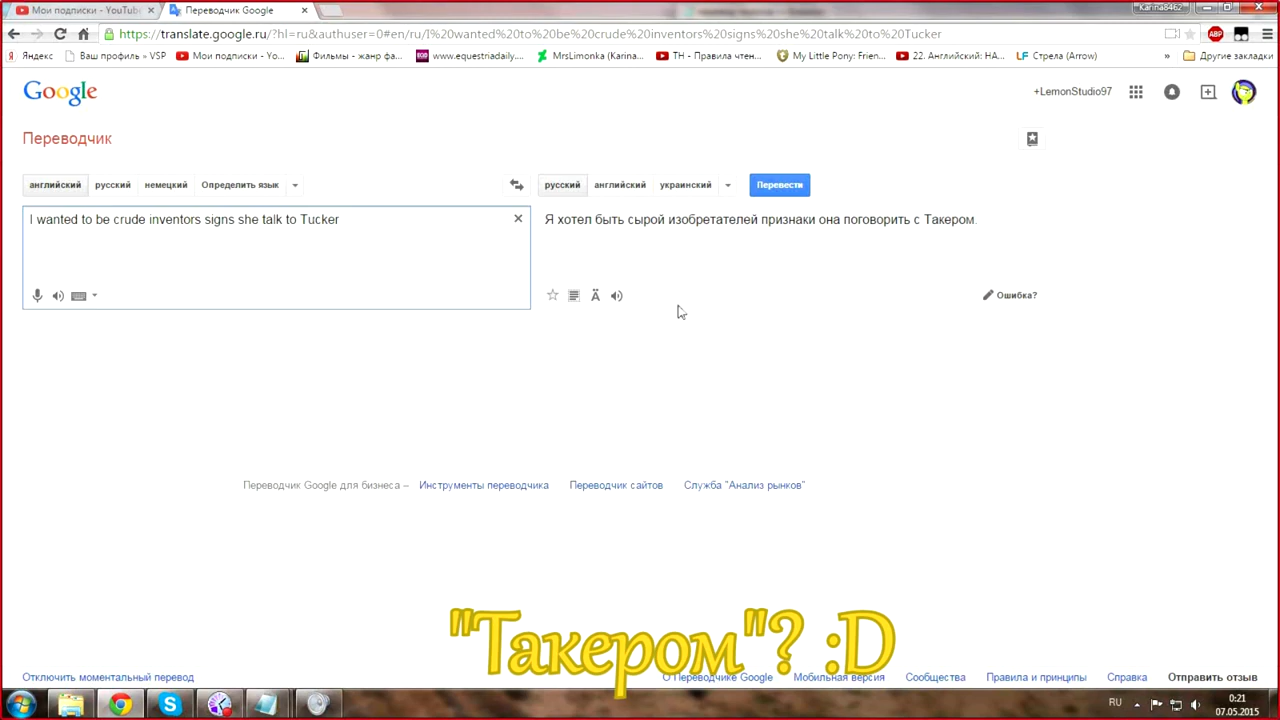 Мои подписки - YouTube
Переводчик Google
Karina8462
https://translate.google.ru/?hl=ru&authuser=0#en/ru/I%20wanted%20to%20be%20crude%20inventors%20signs%20she%20talk%20to%20Tucker
ABP
Яндекс
Ваш профиль » VSP
Мои подписки - Yo...
Фильмы - жанр фа...
www.equestriadaily....
MrsLimonka (Karina...
TH - Правила чтен...
My Little Pony: Frien...
22. Английский: HA...
LF Стрела (Arrow)
»
Другие закладки
Google
+LemonStudio97
Переводчик
английский русский немецкий Определить язык
русский английский украинский Перевести
I wanted to be crude inventors signs she talk to Tucker
Я хотел быть сырой изобретателей признаки она поговорить с Такером.
Ä
Ошибка?
Переводчик Google для бизнеса – Инструменты переводчика Переводчик сайтов Служба "Анализ рынков"
"Такером"? :D
Отключить моментальный перевод
О Переводчике Google Мобильная версия Сообщества Правила и принципы Справка Отправить отзыв
RU
0:21
07.05.2015